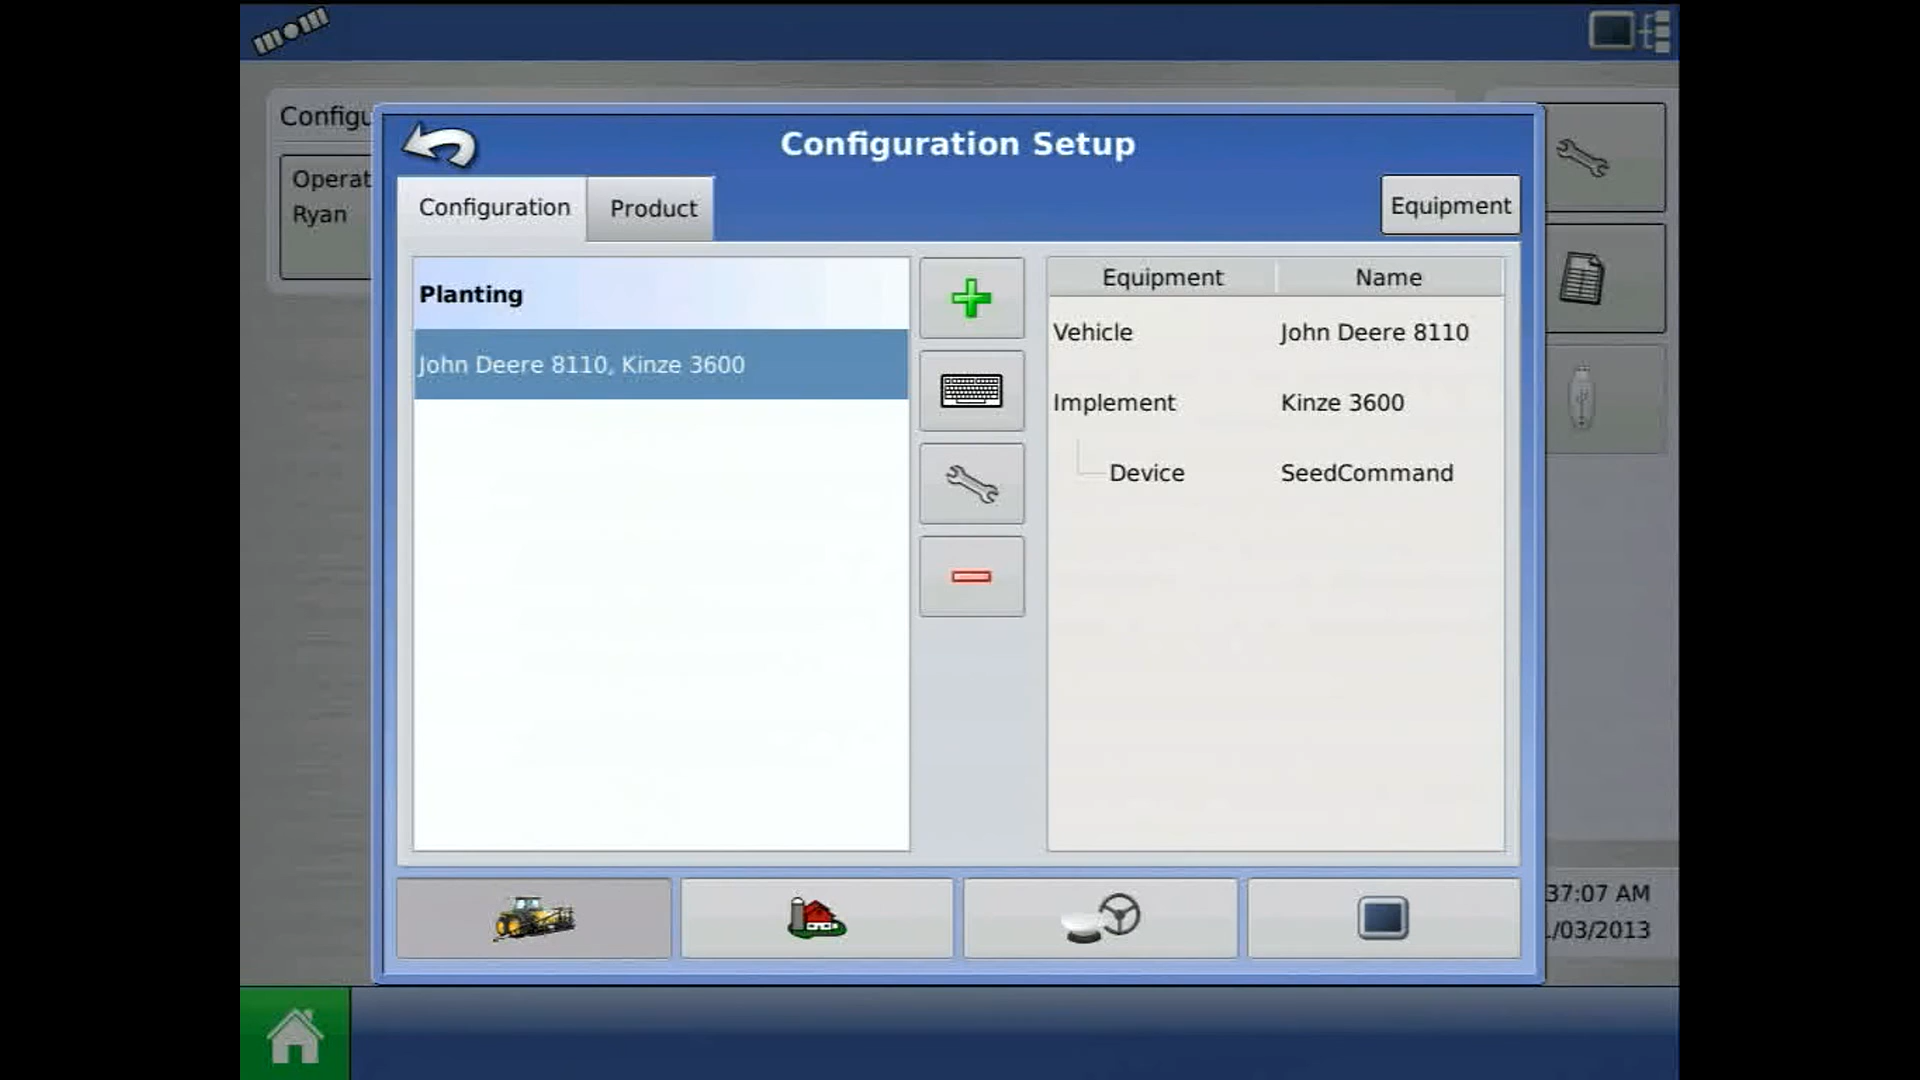 Configu
Operat
Ryan
Configuration Setup
Configuration
Product
Equipment
Planting
John Deere 8110, Kinze 3600
Equipment Name
Vehicle John Deere 8110
Implement Kinze 3600
Device SeedCommand
37:07 AM
/03/2013